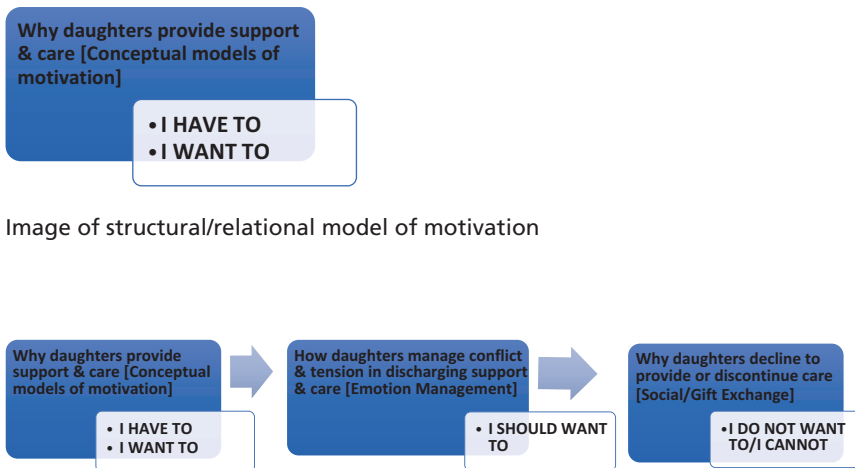 Why daughters provide support
& care [Conceptual models of
motivation]
• I HAVE TO
• I WANT TO
Image of structural/relational model of motivation
Why daughters provide
support & care [Conceptual
models of motivation]
• I HAVE TO
• I WANT TO
How daughters manage conflict
& tension in discharging support
& care [Emotion Management]
• I SHOULD WANT
TO
Why daughters decline to
provide or discontinue care
[Social/Gift Exchange]
•I DO NOT WANT
TO/I CANNOT